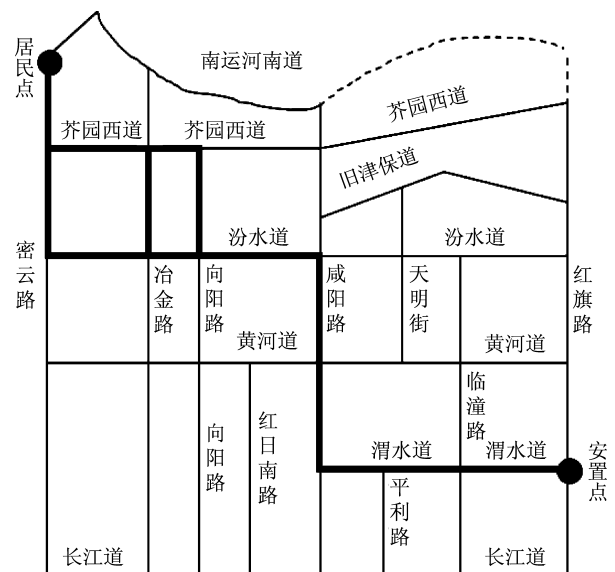 居民点
南运河南道
芥园西道
芥园西道
芥园西道
旧津保道
汾水道
汾水道
密云路
冶金路
向阳路
咸阳路
天明街
红旗路
黄河道
黄河道
向阳路
红日南路
临潼路
渭水道
渭水道
安置点
平利路
长江道
长江道